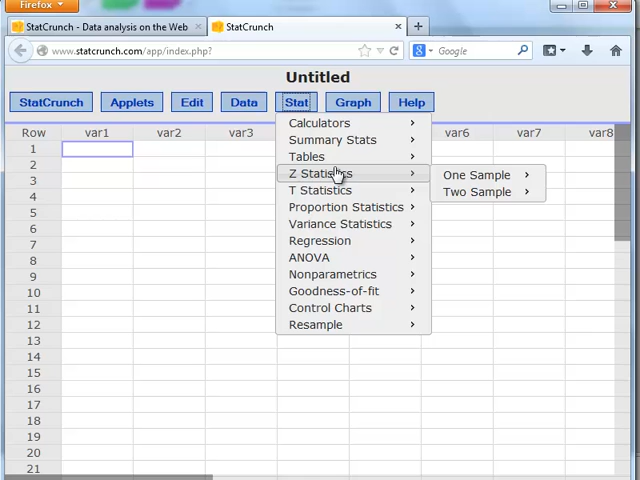 Firefox
StatCrunch - Data analysis on the Web
StatCrunch
www.statcrunch.com/app/index.php?
Google
Untitled
StatCrunch Applets Edit Data Stat Graph Help
Row var1 var2 var3 var6 var7 var8
Calculators
Summary Stats
Tables
Z Statistics
T Statistics
Proportion Statistics
Variance Statistics
Regression
ANOVA
Nonparametrics
Goodness-of-fit
Control Charts
Resample
One Sample
Two Sample
1
2
3
4
5
6
7
8
9
10
11
12
13
14
15
16
17
18
19
20
21